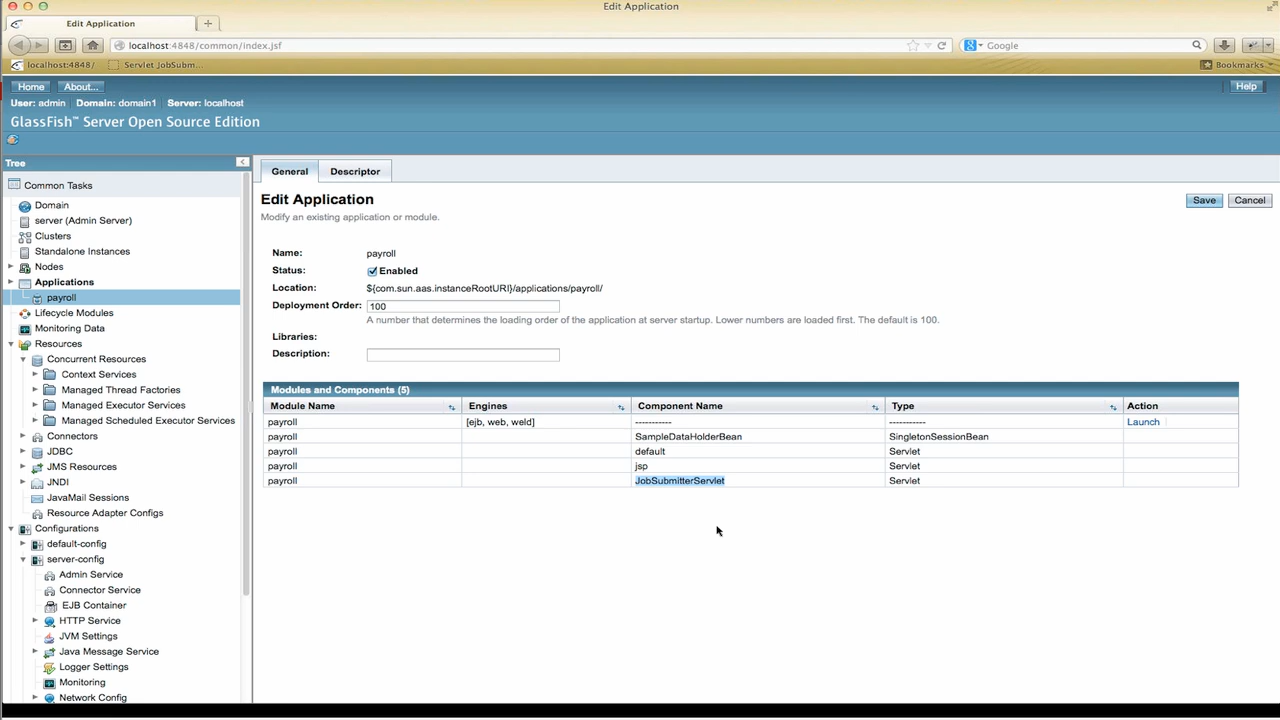 Edit Application
Edit Application
localhost:4848/common/index.jsf
Google
localhost:4848/
Servlet JobSubm...
Bookmarks
Home
About...
Help
User: admin Domain: domain1 Server: localhost
GlassFish™ Server Open Source Edition
Tree
Common Tasks
Domain
server (Admin Server)
Clusters
Standalone Instances
Nodes
Applications
payroll
Lifecycle Modules
Monitoring Data
Resources
Concurrent Resources
Context Services
Managed Thread Factories
Managed Executor Services
Managed Scheduled Executor Services
Connectors
JDBC
JMS Resources
JNDI
JavaMail Sessions
Resource Adapter Configs
Configurations
default-config
server-config
Admin Service
Connector Service
EJB Container
HTTP Service
JVM Settings
Java Message Service
Logger Settings
Monitoring
Network Config
General
Descriptor
Edit Application
Save
Cancel
Modify an existing application or module.
Name: payroll
Status: Enabled
Location: ${com.sun.aas.instanceRootURI}/applications/payroll/
Deployment Order: 100
A number that determines the loading order of the application at server startup. Lower numbers are loaded first. The default is 100.
Libraries:
Description:
Modules and Components (5)
Module Name Engines Component Name Type Action
payroll [ejb, web, weld] ----------- ----------- Launch
payroll SampleDataHolderBean SingletonSessionBean
payroll default Servlet
payroll jsp Servlet
payroll JobSubmitterServlet Servlet